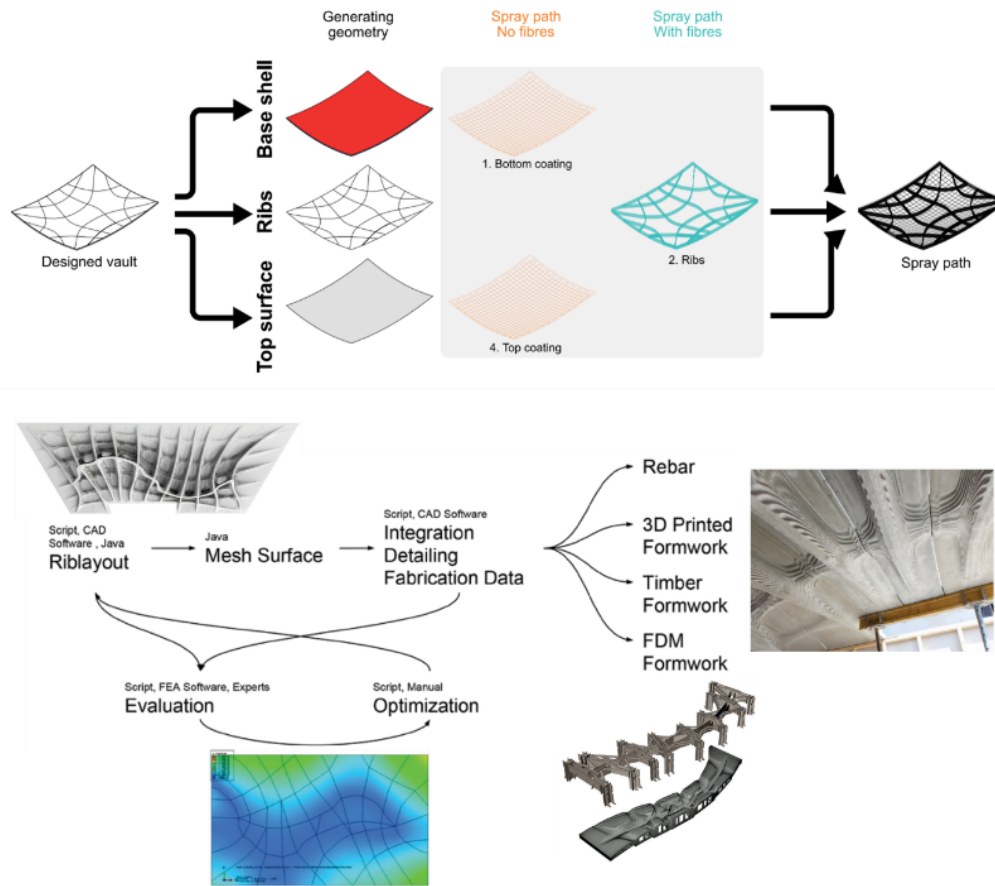 Generating
geometry
Spray path
No fibres
Spray path
With fibres
Base shell
Ribs
Top surface
1. Bottom coating
2. Ribs
4. Top coating
Designed vault
Spray path
Script, CAD
Software , Java
Riblayout
Java
Mesh Surface
Script, CAD Software
Integration
Detailing
Fabrication Data
Rebar
3D Printed
Formwork
Timber
Formwork
FDM
Formwork
Script, FEA Software, Experts
Evaluation
Script, Manual
Optimization